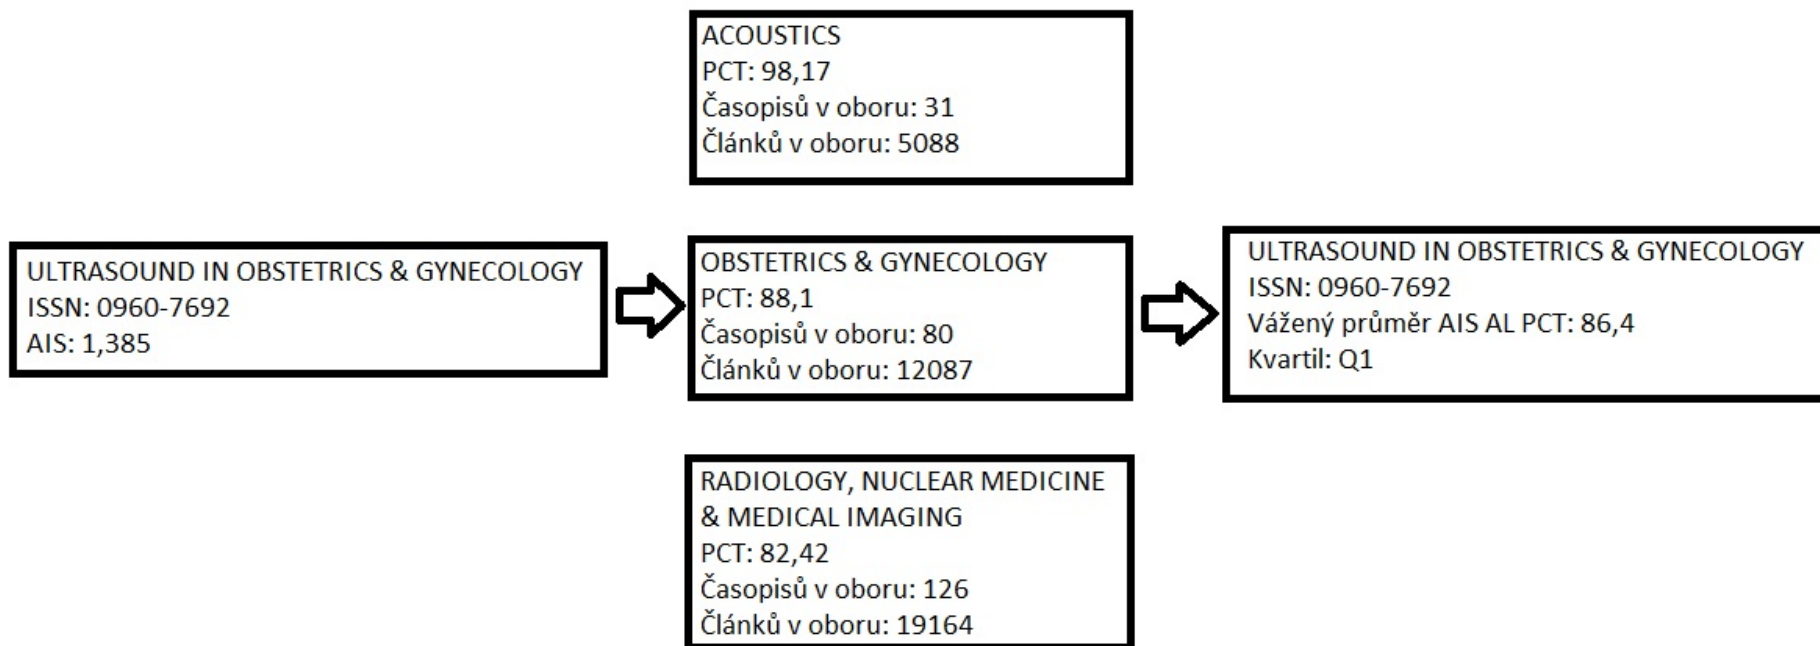 ACOUSTICS
PCT: 98,17
Časopisů v oboru: 31
Článků v oboru: 5088
ULTRASOUND IN OBSTETRICS & GYNECOLOGY
ISSN: 0960-7692
AIS: 1,385
OBSTETRICS & GYNECOLOGY
PCT: 88,1
Časopisů v oboru: 80
Článků v oboru: 12087
ULTRASOUND IN OBSTETRICS & GYNECOLOGY
ISSN: 0960-7692
Vážený průměr AIS AL PCT: 86,4
Kvartil: Q1
RADIOLOGY, NUCLEAR MEDICINE
& MEDICAL IMAGING
PCT: 82,42
Časopisů v oboru: 126
Článků v oboru: 19164